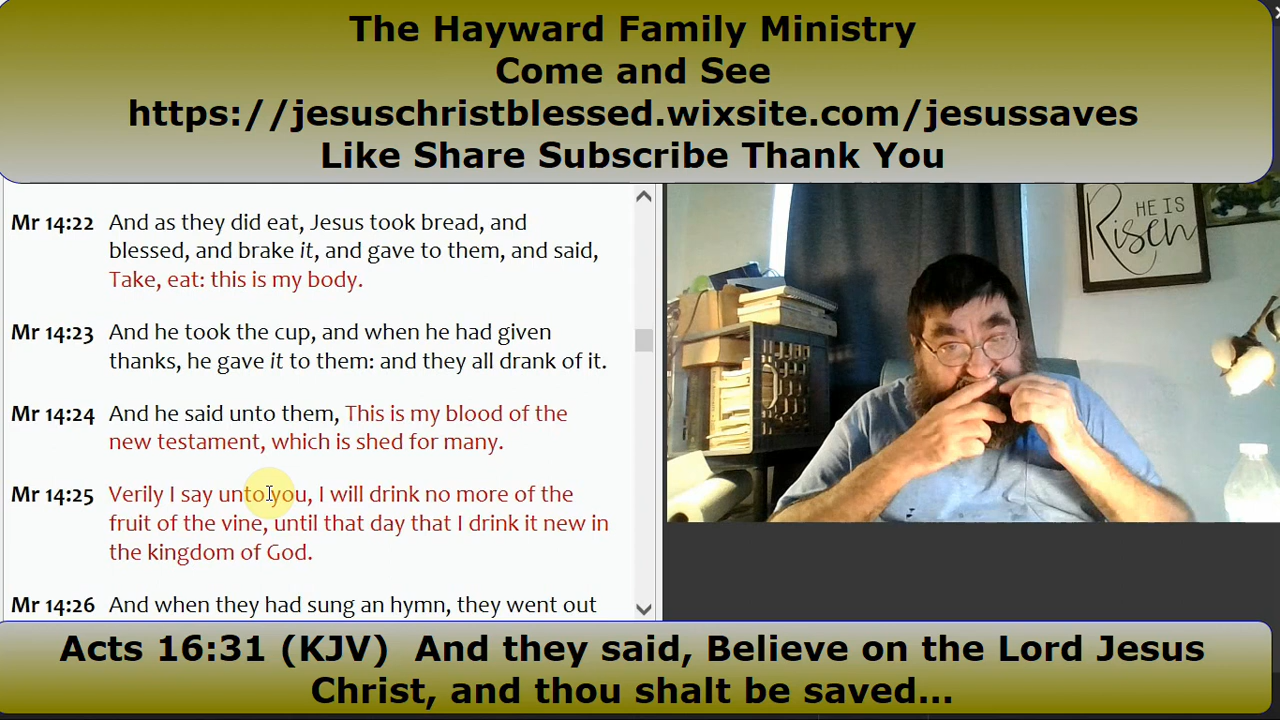 The Hayward Family Ministry
Come and See
https://jesuschristblessed.wixsite.com/jesussaves
Like Share Subscribe Thank You
Mr 14:22 And as they did eat, Jesus took bread, and
blessed, and brake it, and gave to them, and said,
Take, eat: this is my body.
Mr 14:23 And he took the cup, and when he had given
thanks, he gave it to them: and they all drank of it.
Mr 14:24 And he said unto them, This is my blood of the
new testament, which is shed for many.
Mr 14:25 Verily I say unto you, I will drink no more of the
fruit of the vine, until that day that I drink it new in
the kingdom of God.
Mr 14:26 And when they had sung an hymn, they went out
HE IS
Risen
Acts 16:31 (KJV) And they said, Believe on the Lord Jesus
Christ, and thou shalt be saved...